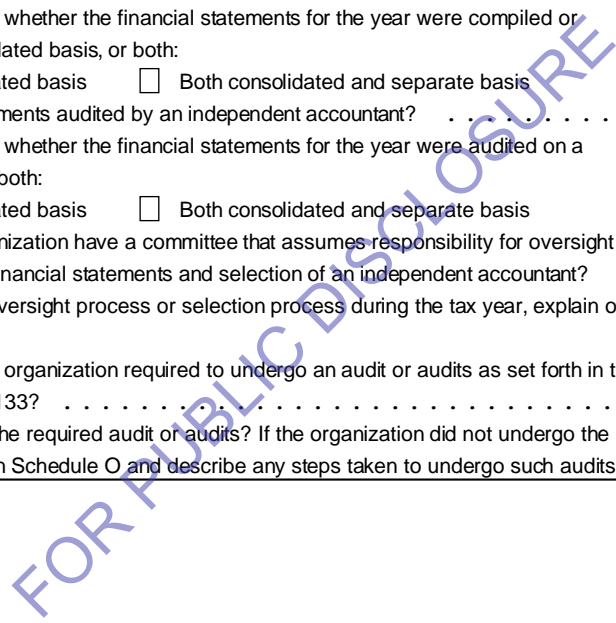 whether the financial statements for the year were compiled or
lated basis, or both:
ted basis Both consolidated and separate basis
ments audited by an independent accountant? . . . . . . . . .
whether the financial statements for the year were audited on a
both:
ted basis Both consolidated and separate basis
nization have a committee that assumes responsibility for oversight
inancial statements and selection of an independent accountant?
versight process or selection process during the tax year, explain o
organization required to undergo an audit or audits as set forth in t
133? . . . . . . . . . . . . . . . . . . . . . . . . . . . . . .
he required audit or audits? If the organization did not undergo the
n Schedule O and describe any steps taken to undergo such audits
FOR PUBLIC DISCLOSURE